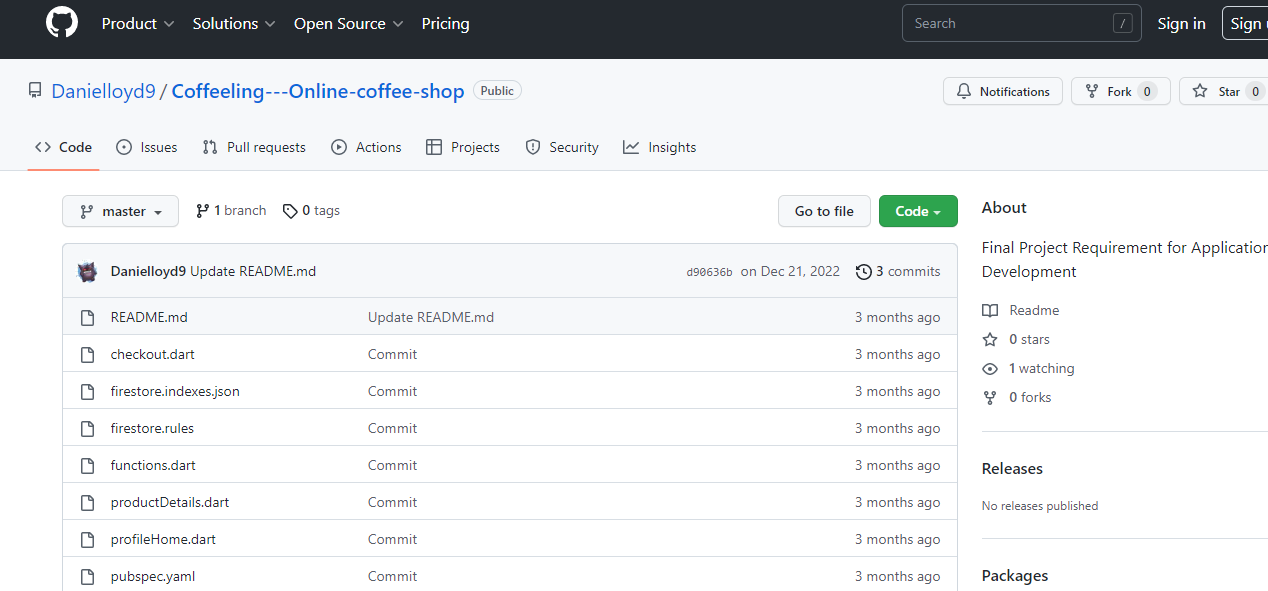 Product Solutions Open Source Pricing Search / Sign in Sign
Danielloyd9 / Coffeeling---Online-coffee-shop Public Notifications Fork 0 Star 0
Code Issues Pull requests Actions Projects Security Insights
master 1 branch 0 tags Go to file Code
Danielloyd9 Update README.md d90636b on Dec 21, 2022 3 commits
README.md Update README.md 3 months ago
checkout.dart Commit 3 months ago
firestore.indexes.json Commit 3 months ago
firestore.rules Commit 3 months ago
functions.dart Commit 3 months ago
productDetails.dart Commit 3 months ago
profileHome.dart Commit 3 months ago
pubspec.yaml Commit 3 months ago
About
Final Project Requirement for Application
Development
Readme
0 stars
1 watching
0 forks
Releases
No releases published
Packages